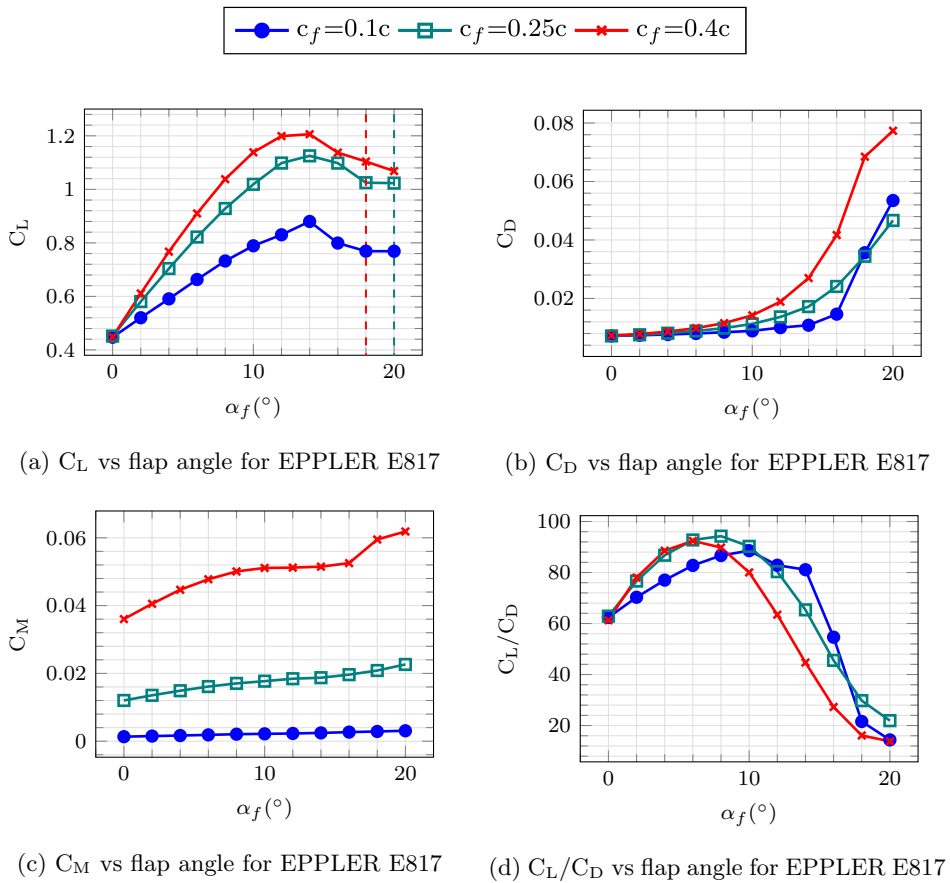 c_f=0.1c c_f=0.25c c_f=0.4c
1.2
1
0.8
0.6
0.4
C_L
0 10 20
α_f(°)
(a) C_L vs flap angle for EPPLER E817
0.08
0.06
0.04
0.02
C_D
0 10 20
α_f(°)
(b) C_D vs flap angle for EPPLER E817
0.06
0.04
0.02
0
C_M
0 10 20
α_f(°)
(c) C_M vs flap angle for EPPLER E817
100
80
60
40
20
C_L/C_D
0 10 20
α_f(°)
(d) C_L/C_D vs flap angle for EPPLER E817